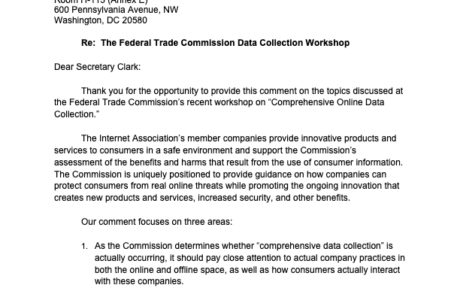 Room H-113 (Annex E)
600 Pennsylvania Avenue, NW
Washington, DC 20580
Re: The Federal Trade Commission Data Collection Workshop
Dear Secretary Clark:
Thank you for the opportunity to provide this comment on the topics discussed at
the Federal Trade Commission's recent workshop on "Comprehensive Online Data
Collection."
The Internet Association's member companies provide innovative products and
services to consumers in a safe environment and support the Commission's
assessment of the benefits and harms that result from the use of consumer information.
The Commission is uniquely positioned to provide guidance on how companies can
protect consumers from real online threats while promoting the ongoing innovation that
creates new products and services, increased security, and other benefits.
Our comment focuses on three areas:
1. As the Commission determines whether "comprehensive data collection" is
actually occurring, it should pay close attention to actual company practices in
both the online and offline space, as well as how consumers actually interact
with these companies.